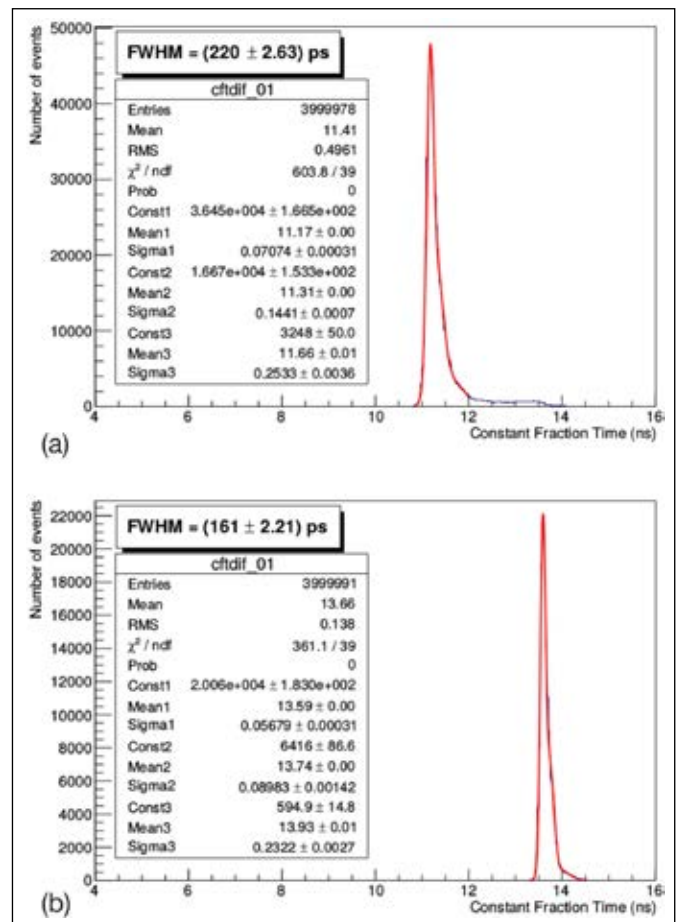 FWHM = (220 ± 2.63) ps
cftdif_01
Entries 3999978
Mean 11.41
RMS 0.4961
χ² / ndf 603.8 / 39
Prob 0
Const1 3.645e+004 ± 1.665e+002
Mean1 11.17 ± 0.00
Sigma1 0.07074 ± 0.00031
Const2 1.667e+004 ± 1.533e+002
Mean2 11.31 ± 0.00
Sigma2 0.1441 ± 0.0007
Const3 3248 ± 50.0
Mean3 11.66 ± 0.01
Sigma3 0.2533 ± 0.0036
Number of events
50000
40000
30000
20000
10000
0
4 6 8 10 12 14 16
Constant Fraction Time (ns)
(a)
FWHM = (161 ± 2.21) ps
cftdif_01
Entries 3999991
Mean 13.66
RMS 0.138
χ² / ndf 361.1 / 39
Prob 0
Const1 2.006e+004 ± 1.830e+002
Mean1 13.59 ± 0.00
Sigma1 0.05679 ± 0.00031
Const2 6416 ± 86.6
Mean2 13.74 ± 0.00
Sigma2 0.08983 ± 0.00142
Const3 594.9 ± 14.8
Mean3 13.93 ± 0.01
Sigma3 0.2322 ± 0.0027
Number of events
22000
20000
18000
16000
14000
12000
10000
8000
6000
4000
2000
0
4 6 8 10 12 14 16
Constant Fraction Time (ns)
(b)